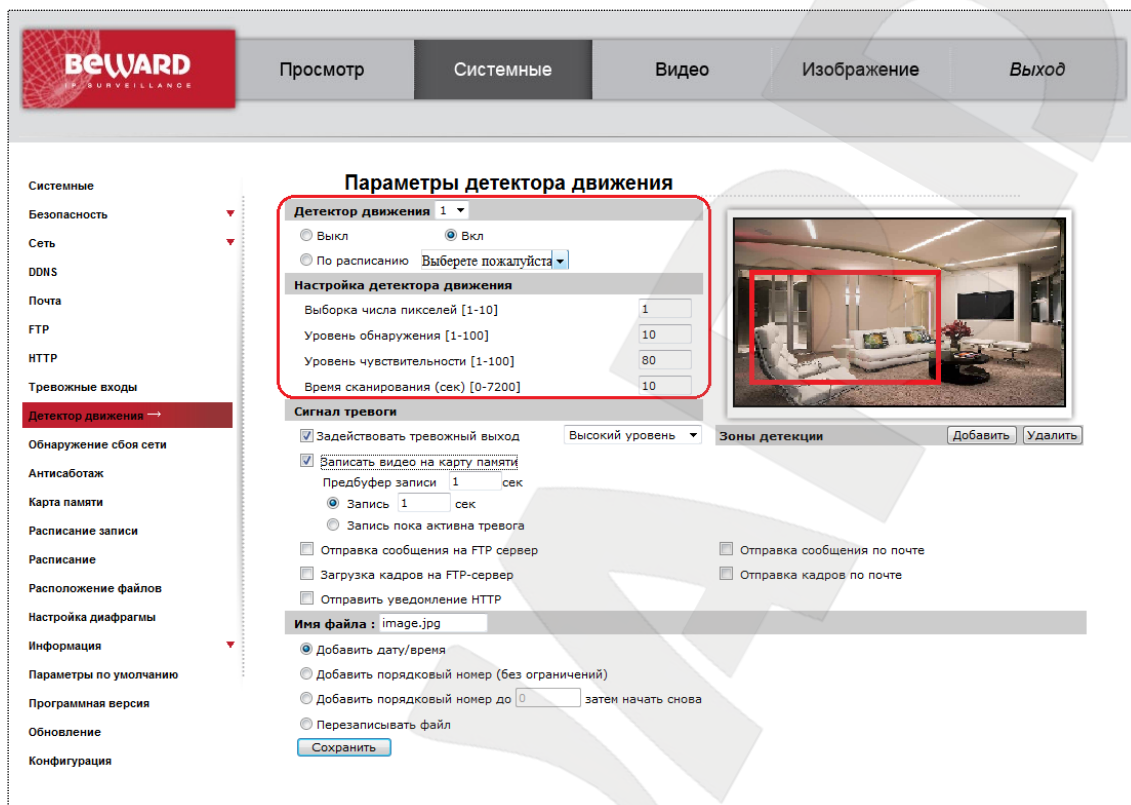 BEWARD
IP SURVEILLANCE
Просмотр
Системные
Видео
Изображение
Выход
Системные
Безопасность
Сеть
DDNS
Почта
FTP
HTTP
Тревожные входы
Детектор движения →
Обнаружение сбоя сети
Антисаботаж
Карта памяти
Расписание записи
Расписание
Расположение файлов
Настройка диафрагмы
Информация
Параметры по умолчанию
Программная версия
Обновление
Конфигурация
Параметры детектора движения
Детектор движения 1
Выкл Вкл
По расписанию Выберете пожалуйста
Настройка детектора движения
Выборка числа пикселей [1-10] 1
Уровень обнаружения [1-100] 10
Уровень чувствительности [1-100] 80
Время сканирования (сек) [0-7200] 10
Сигнал тревоги
Задействовать тревожный выход Высокий уровень
Зоны детекции Добавить Удалить
Записать видео на карту памяти
Предбуфер записи 1 сек
Запись 1 сек
Запись пока активна тревога
Отправка сообщения на FTP сервер Отправка сообщения по почте
Загрузка кадров на FTP-сервер Отправка кадров по почте
Отправить уведомление HTTP
Имя файла : image.jpg
Добавить дату/время
Добавить порядковый номер (без ограничений)
Добавить порядковый номер до 0 затем начать снова
Перезаписывать файл
Сохранить